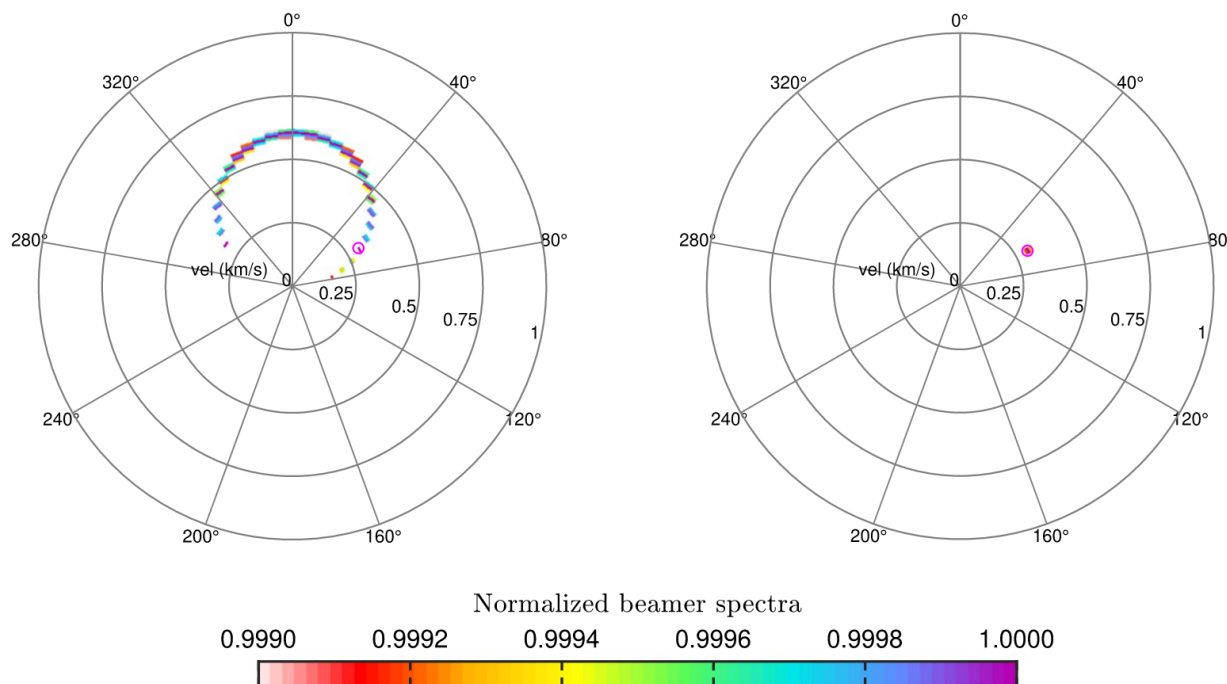 0° 0°
320° 40° 320° 40°
280° 80° 280° 80
vel (km/s) 0 vel (km/s) 0
0.25 0.25
0.5 0.5
0.75 0.75
1 1
240° 120° 240° 120°
200° 160° 200° 160°
Normalized beamer spectra
0.9990 0.9992 0.9994 0.9996 0.9998 1.0000